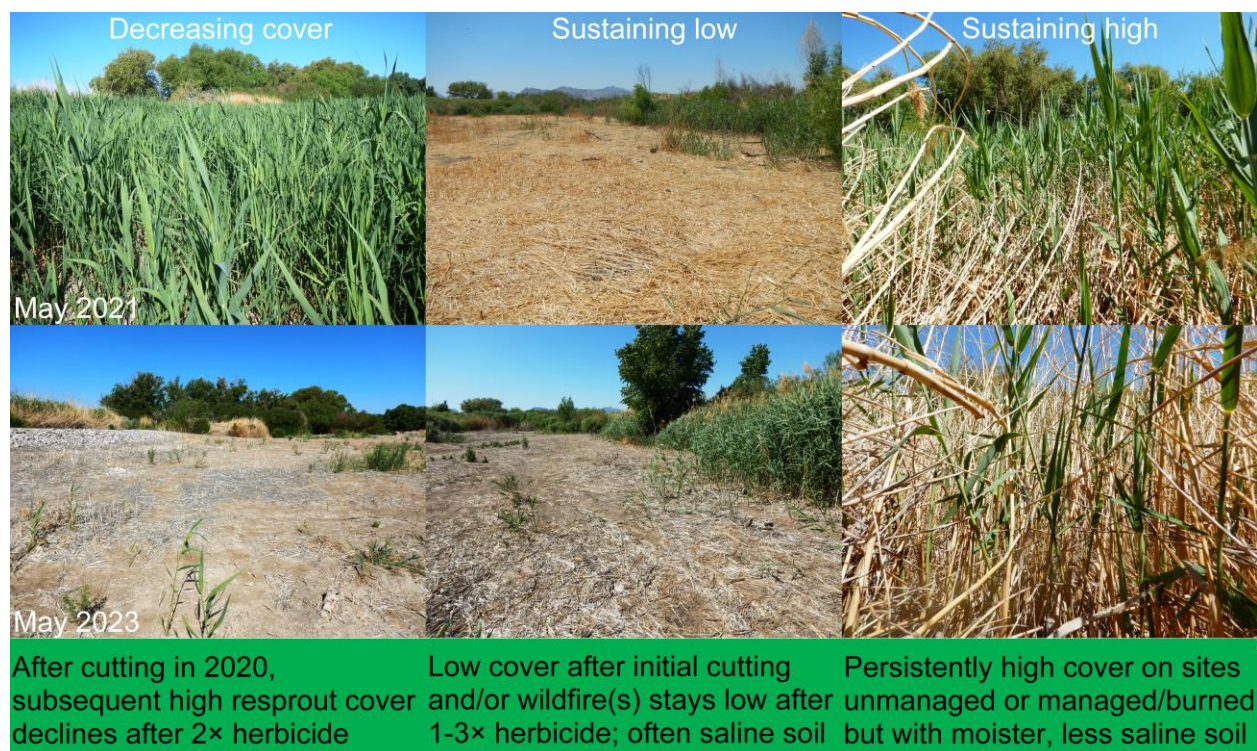 Decreasing cover
Sustaining low
Sustaining high
May 2021
May 2023
After cutting in 2020,
subsequent high resprout cover
declines after 2× herbicide
Low cover after initial cutting
and/or wildfire(s) stays low after
1-3× herbicide; often saline soil
Persistently high cover on sites
unmanaged or managed/burned
but with moister, less saline soil